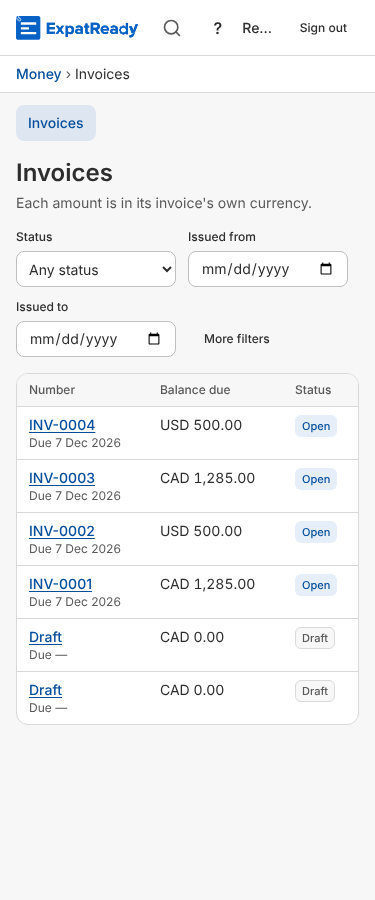 ExpatReady ? Re... Sign out
Money › Invoices
Invoices
Invoices
Each amount is in its invoice's own currency.
Status Issued from
Any status mm/dd/yyyy
Issued to
mm/dd/yyyy More filters
Number Balance due Status
INV-0004 USD 500.00 Open
Due 7 Dec 2026
INV-0003 CAD 1,285.00 Open
Due 7 Dec 2026
INV-0002 USD 500.00 Open
Due 7 Dec 2026
INV-0001 CAD 1,285.00 Open
Due 7 Dec 2026
Draft CAD 0.00 Draft
Due —
Draft CAD 0.00 Draft
Due —